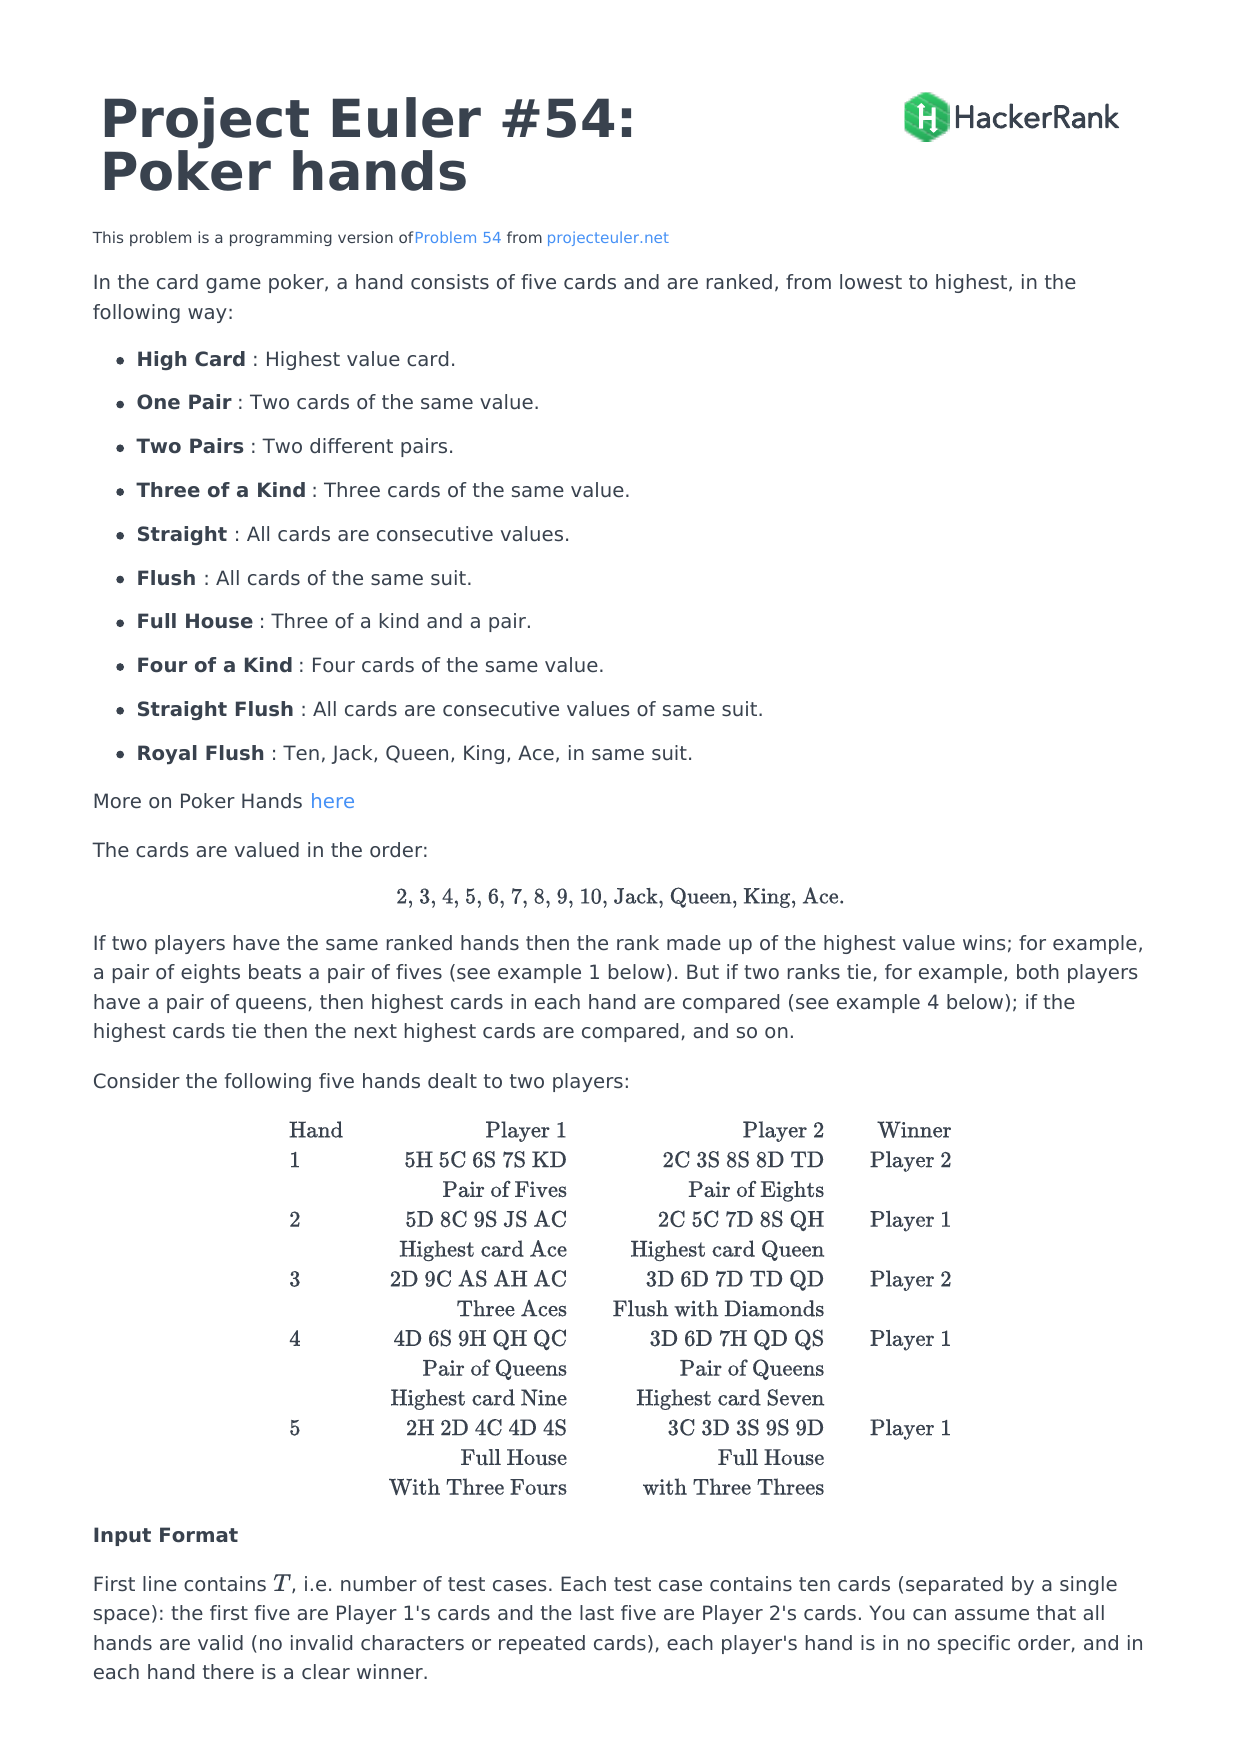 Project Euler #54:
Poker hands
HackerRank
This problem is a programming version ofProblem 54 from projecteuler.net
In the card game poker, a hand consists of five cards and are ranked, from lowest to highest, in the
following way:
• High Card : Highest value card.
• One Pair : Two cards of the same value.
• Two Pairs : Two different pairs.
• Three of a Kind : Three cards of the same value.
• Straight : All cards are consecutive values.
• Flush : All cards of the same suit.
• Full House : Three of a kind and a pair.
• Four of a Kind : Four cards of the same value.
• Straight Flush : All cards are consecutive values of same suit.
• Royal Flush : Ten, Jack, Queen, King, Ace, in same suit.
More on Poker Hands here
The cards are valued in the order:
2, 3, 4, 5, 6, 7, 8, 9, 10, Jack, Queen, King, Ace.
If two players have the same ranked hands then the rank made up of the highest value wins; for example,
a pair of eights beats a pair of fives (see example 1 below). But if two ranks tie, for example, both players
have a pair of queens, then highest cards in each hand are compared (see example 4 below); if the
highest cards tie then the next highest cards are compared, and so on.
Consider the following five hands dealt to two players:
Hand Player 1 Player 2 Winner
1 5H 5C 6S 7S KD 2C 3S 8S 8D TD Player 2
Pair of Fives Pair of Eights
2 5D 8C 9S JS AC 2C 5C 7D 8S QH Player 1
Highest card Ace Highest card Queen
3 2D 9C AS AH AC 3D 6D 7D TD QD Player 2
Three Aces Flush with Diamonds
4 4D 6S 9H QH QC 3D 6D 7H QD QS Player 1
Pair of Queens Pair of Queens
Highest card Nine Highest card Seven
5 2H 2D 4C 4D 4S 3C 3D 3S 9S 9D Player 1
Full House Full House
With Three Fours with Three Threes
Input Format
First line contains T, i.e. number of test cases. Each test case contains ten cards (separated by a single
space): the first five are Player 1's cards and the last five are Player 2's cards. You can assume that all
hands are valid (no invalid characters or repeated cards), each player's hand is in no specific order, and in
each hand there is a clear winner.